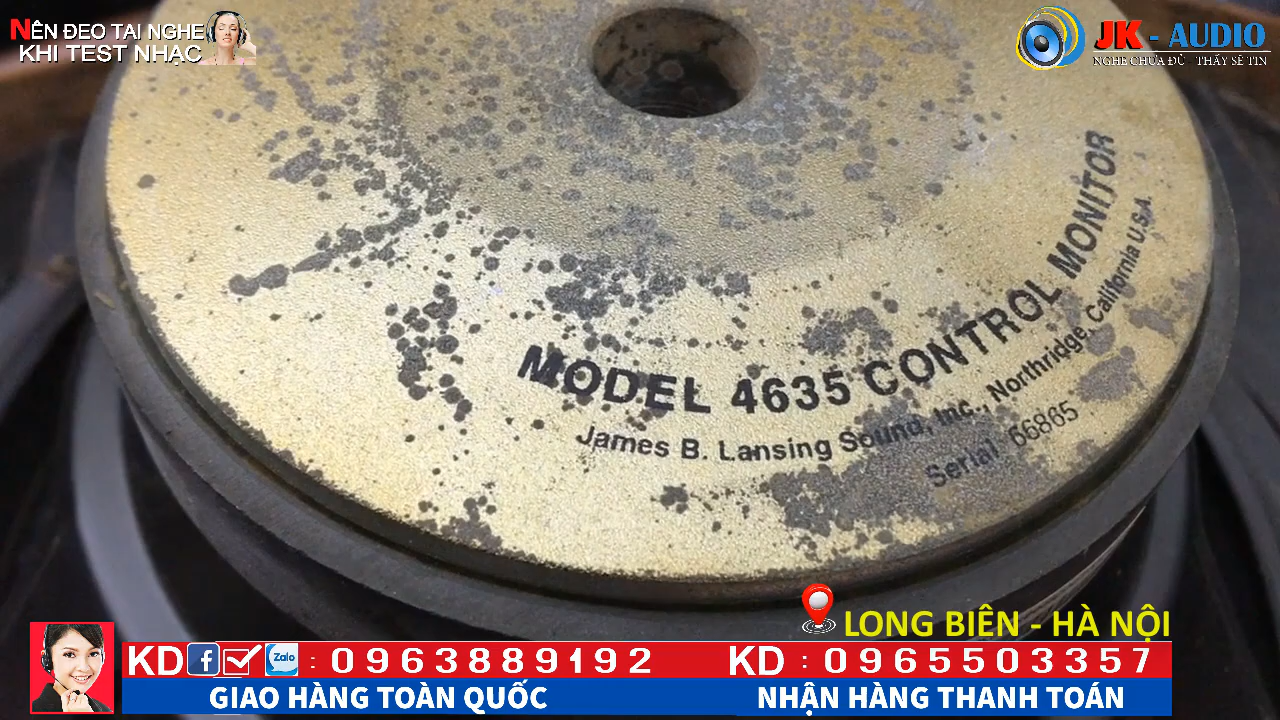 NÊN ĐEO TAI NGHE
KHI TEST NHẠC
JK - AUDIO
NGHE CHƯA ĐỦ - THẤY SẼ TIN
MODEL 4635 CONTROL MONITOR
James B. Lansing Sound, Inc., Northridge, California U.S.A.
Serial 66865
LONG BIÊN - HÀ NỘI
KD f Zalo : 0963889192
KD : 0965503357
GIAO HÀNG TOÀN QUỐC
NHẬN HÀNG THANH TOÁN